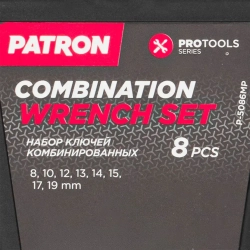 PATRON
PROTOOLS
SERIES
COMBINATION
WRENCH SET
НАБОР КЛЮЧЕЙ
КОМБИНИРОВАННЫХ
8 PCS
P-5086MP
8, 10, 12, 13, 14, 15,
17, 19 mm